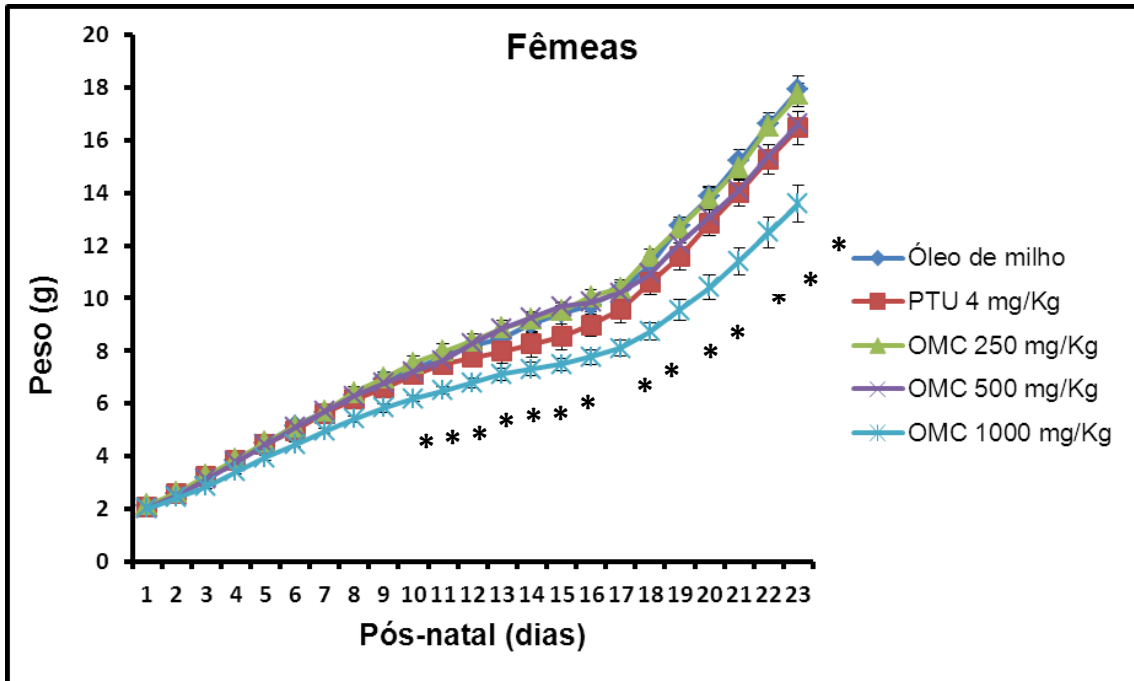 Fêmeas
Peso (g)
20
18
16
14
12
10
8
6
4
2
0
1 2 3 4 5 6 7 8 9 10 11 12 13 14 15 16 17 18 19 20 21 22 23
Pós-natal (dias)
* * * * * * * * * * * * * *
Óleo de milho
PTU 4 mg/Kg
OMC 250 mg/Kg
OMC 500 mg/Kg
OMC 1000 mg/Kg